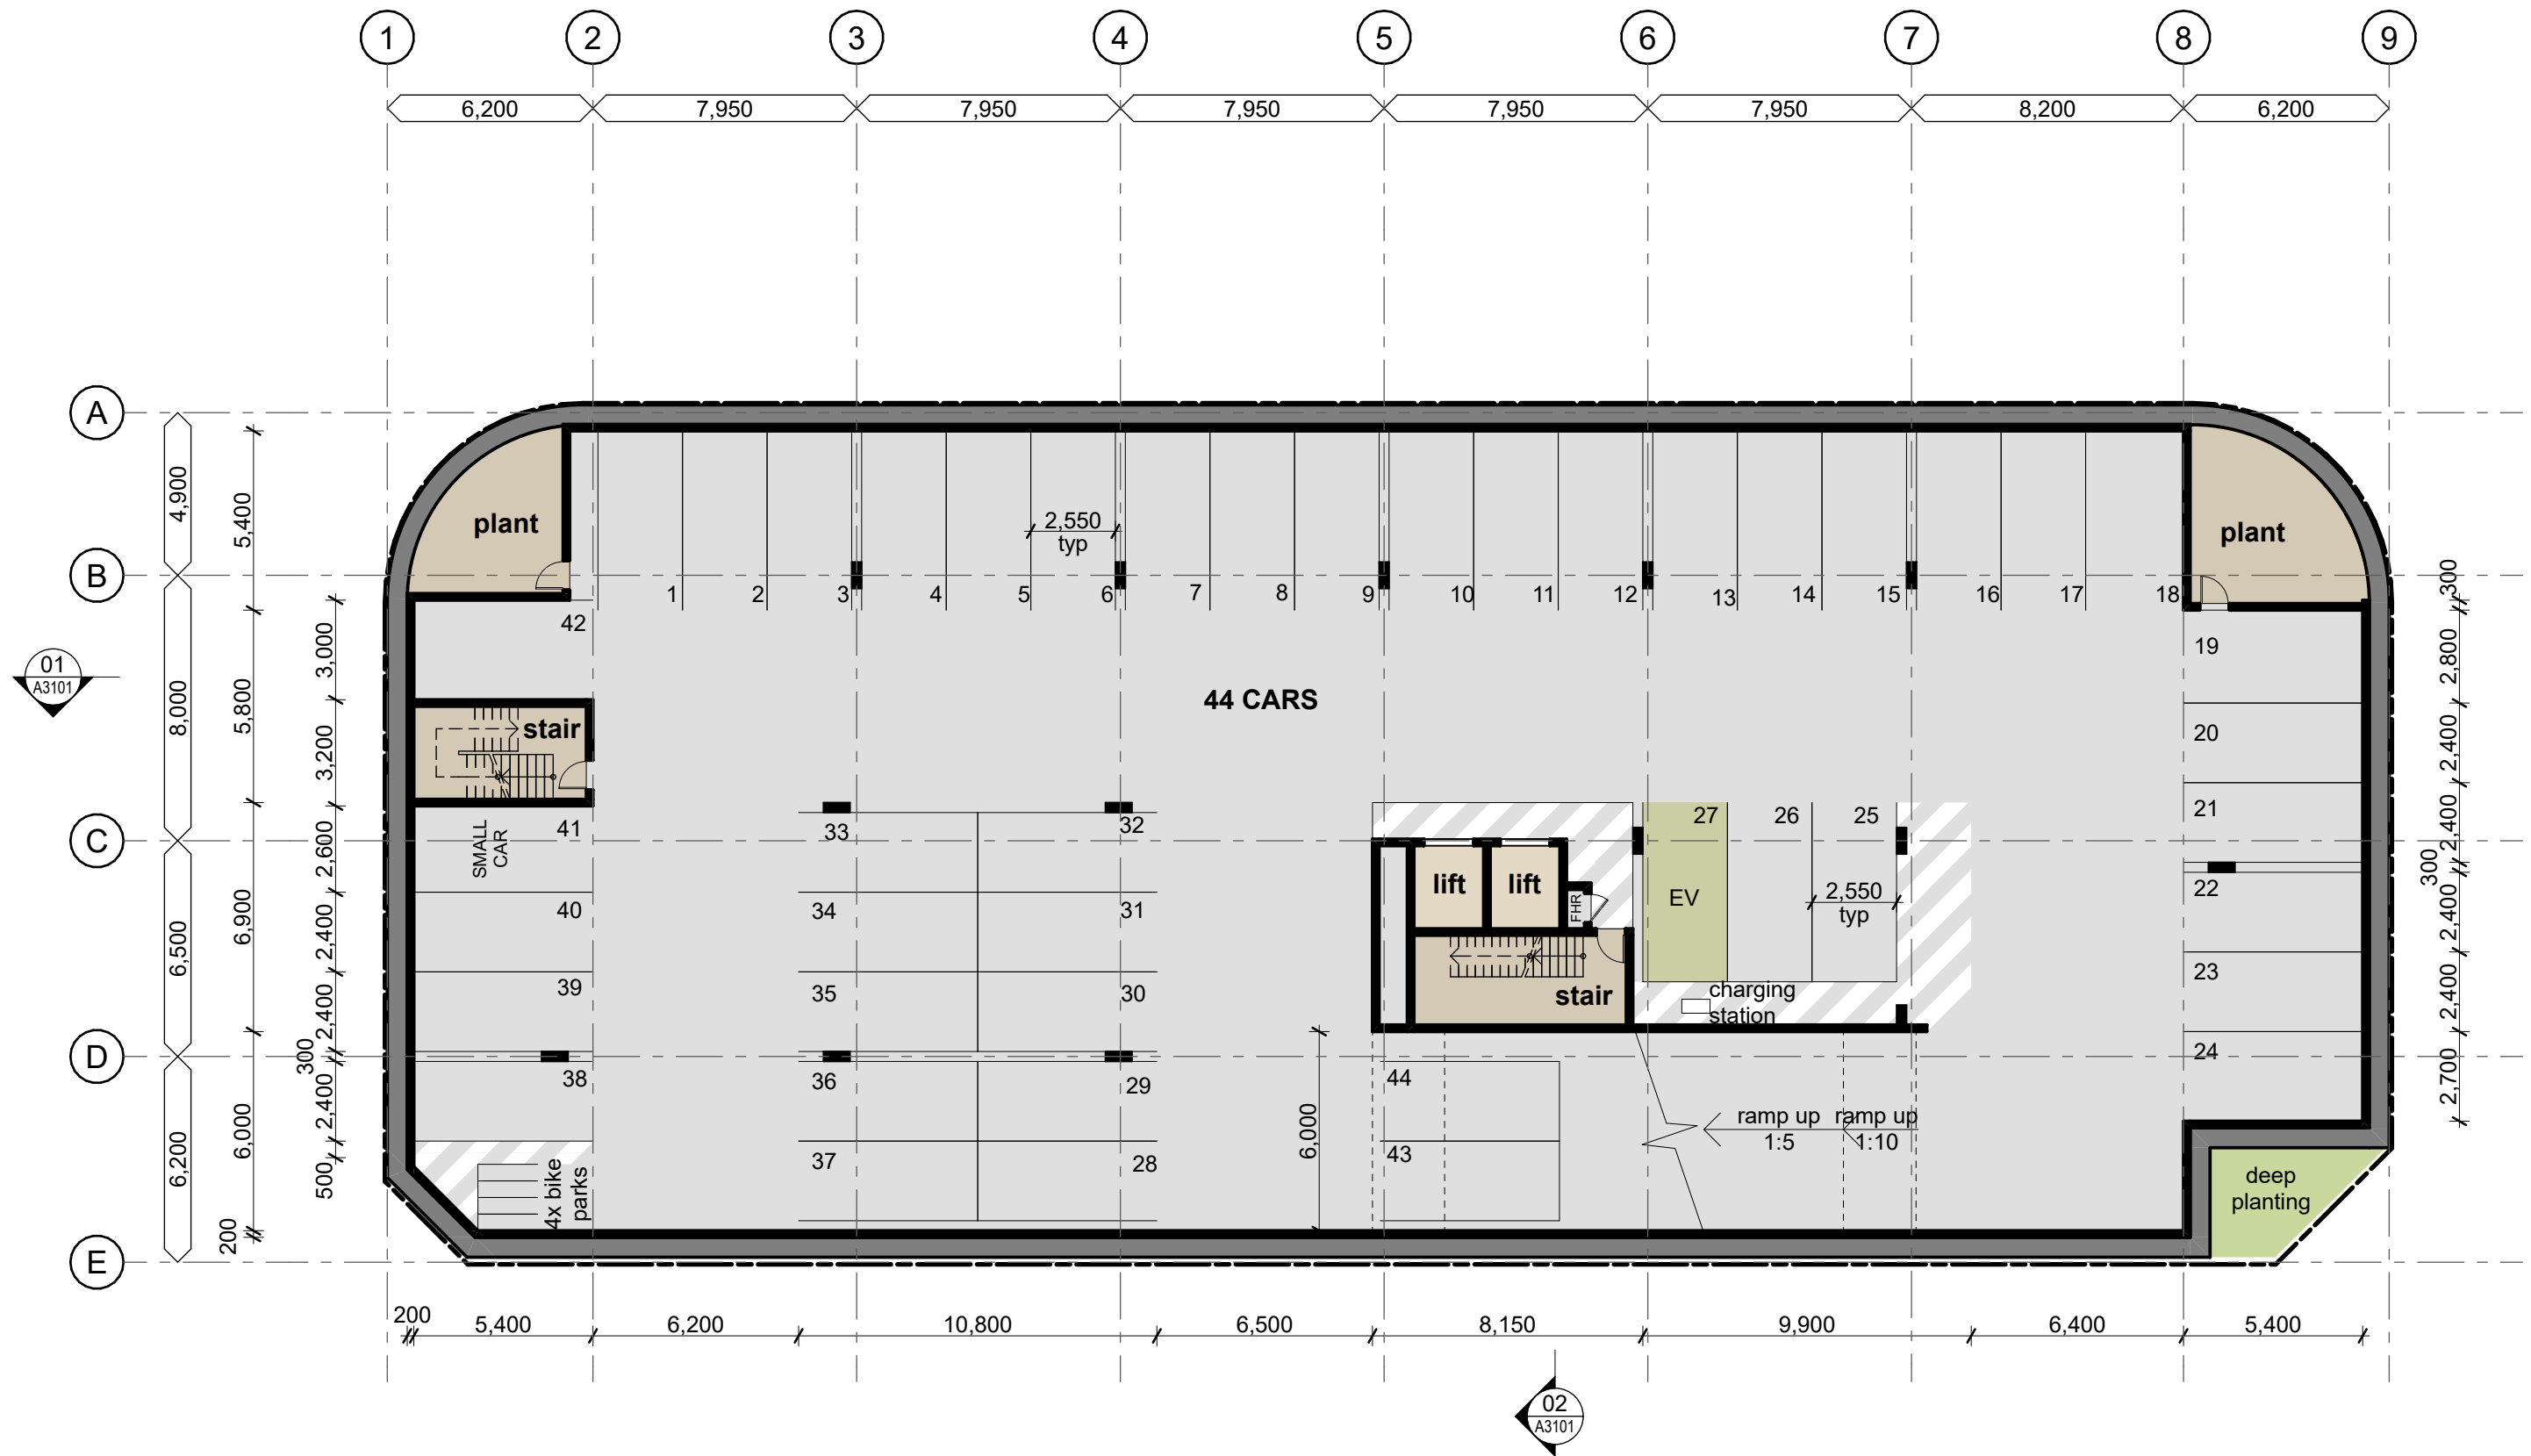 1 2 3 4 5 6 7 8 9
6,200 7,950 7,950 7,950 7,950 7,950 8,200 6,200
A
4,900
5,400
plant
plant
2,550
typ
B
300
1 2 3 4 5 6 7 8 9 10 11 12 13 14 15 16 17 18
42
19
01
A3101
8,000
5,800
3,000
2,800
44 CARS
stair
3,200
20
2,400
C
41
SMALL
CAR
33
32
27 26 25
21
2,400
2,600
300
lift lift
FHR
EV
2,550
typ
22
40
34
31
6,500
6,900
2,400
2,400
stair
charging
station
39
35
30
23
2,400
2,400
D
300
38
36
29
44
24
2,400
6,000
6,000
ramp up
1:5
ramp up
1:10
2,700
6,200
500
4x bike
parks
37
28
43
deep
planting
200
E
200 5,400 6,200 10,800 6,500 8,150 9,900 6,400 5,400
02
A3101